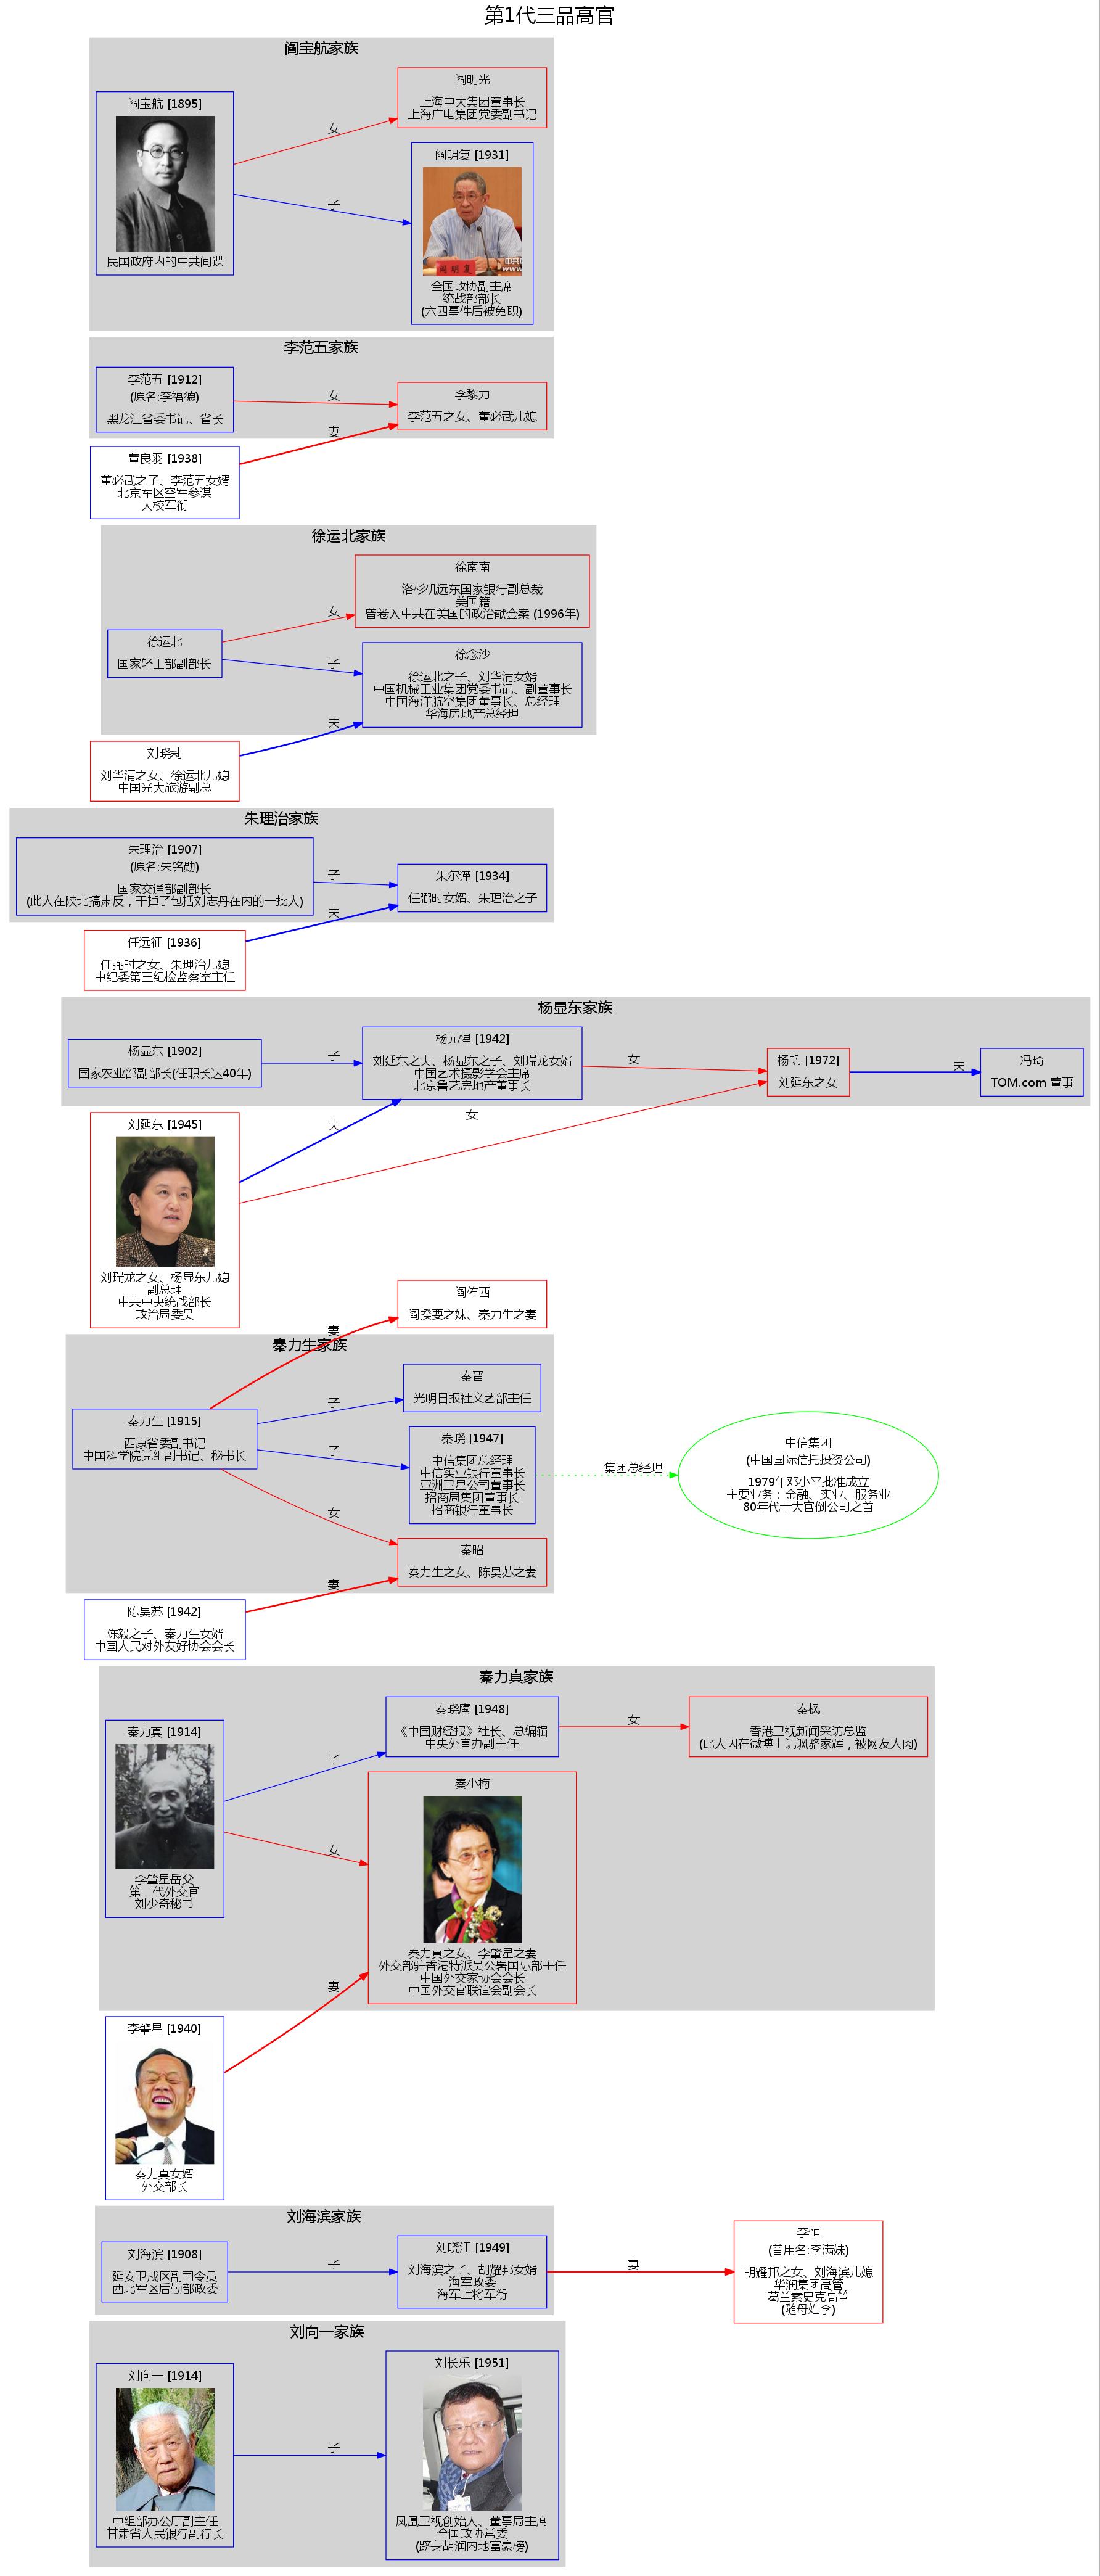 第1代三品高官
阎宝航家族
阎宝航 [1895]
民国政府内的中共间谍
女
子
阎明光
上海申大集团董事长
上海广电集团党委副书记
阎明复 [1931]
阎明复
全国政协副主席
统战部部长
(六四事件后被免职)
李范五家族
李范五 [1912]
(原名:李福德)
黑龙江省委书记、省长
女
李黎力
李范五之女、董必武儿媳
妻
董良羽 [1938]
董必武之子、李范五女婿
北京军区空军参谋
大校军衔
徐运北家族
徐运北
国家轻工部副部长
女
子
徐南南
洛杉矶远东国家银行副总裁
美国籍
曾卷入中共在美国的政治献金案 (1996年)
徐念沙
徐运北之子、刘华清女婿
中国机械工业集团党委书记、副董事长
中国海洋航空集团董事长、总经理
华海房地产总经理
夫
刘晓莉
刘华清之女、徐运北儿媳
中国光大旅游副总
朱理治家族
朱理治 [1907]
(原名:朱铭勋)
国家交通部副部长
(此人在陕北搞肃反，干掉了包括刘志丹在内的一批人)
子
朱尔谨 [1934]
任弼时女婿、朱理治之子
夫
任远征 [1936]
任弼时之女、朱理治儿媳
中纪委第三纪检监察室主任
杨显东家族
杨显东 [1902]
国家农业部副部长(任职长达40年)
子
杨元惺 [1942]
刘延东之夫、杨显东之子、刘瑞龙女婿
中国艺术摄影学会主席
北京鲁艺房地产董事长
女
杨帆 [1972]
刘延东之女
夫
冯琦
TOM.com 董事
夫
女
刘延东 [1945]
刘瑞龙之女、杨显东儿媳
副总理
中共中央统战部长
政治局委员
阎佑西
阎揆要之妹、秦力生之妻
妻
秦力生家族
秦力生 [1915]
西康省委副书记
中国科学院党组副书记、秘书长
子
秦晋
光明日报社文艺部主任
子
秦晓 [1947]
中信集团总经理
中信实业银行董事长
亚洲卫星公司董事长
招商局集团董事长
招商银行董事长
集团总经理
中信集团
(中国国际信托投资公司)
1979年邓小平批准成立
主要业务：金融、实业、服务业
80年代十大官倒公司之首
女
秦昭
秦力生之女、陈昊苏之妻
妻
陈昊苏 [1942]
陈毅之子、秦力生女婿
中国人民对外友好协会会长
秦力真家族
秦力真 [1914]
李肇星岳父
第一代外交官
刘少奇秘书
子
秦晓鹰 [1948]
《中国财经报》社长、总编辑
中央外宣办副主任
女
秦枫
香港卫视新闻采访总监
(此人因在微博上讥讽骆家辉，被网友人肉)
女
秦小梅
秦力真之女、李肇星之妻
外交部驻香港特派员公署国际部主任
中国外交家协会会长
中国外交官联谊会副会长
妻
李肇星 [1940]
秦力真女婿
外交部长
刘海滨家族
刘海滨 [1908]
延安卫戍区副司令员
西北军区后勤部政委
子
刘晓江 [1949]
刘海滨之子、胡耀邦女婿
海军政委
海军上将军衔
妻
李恒
(曾用名:李满妹)
胡耀邦之女、刘海滨儿媳
华润集团高管
葛兰素史克高管
(随母姓李)
刘向一家族
刘向一 [1914]
中组部办公厅副主任
甘肃省人民银行副行长
子
刘长乐 [1951]
凤凰卫视创始人、董事局主席
全国政协常委
(跻身胡润内地富豪榜)